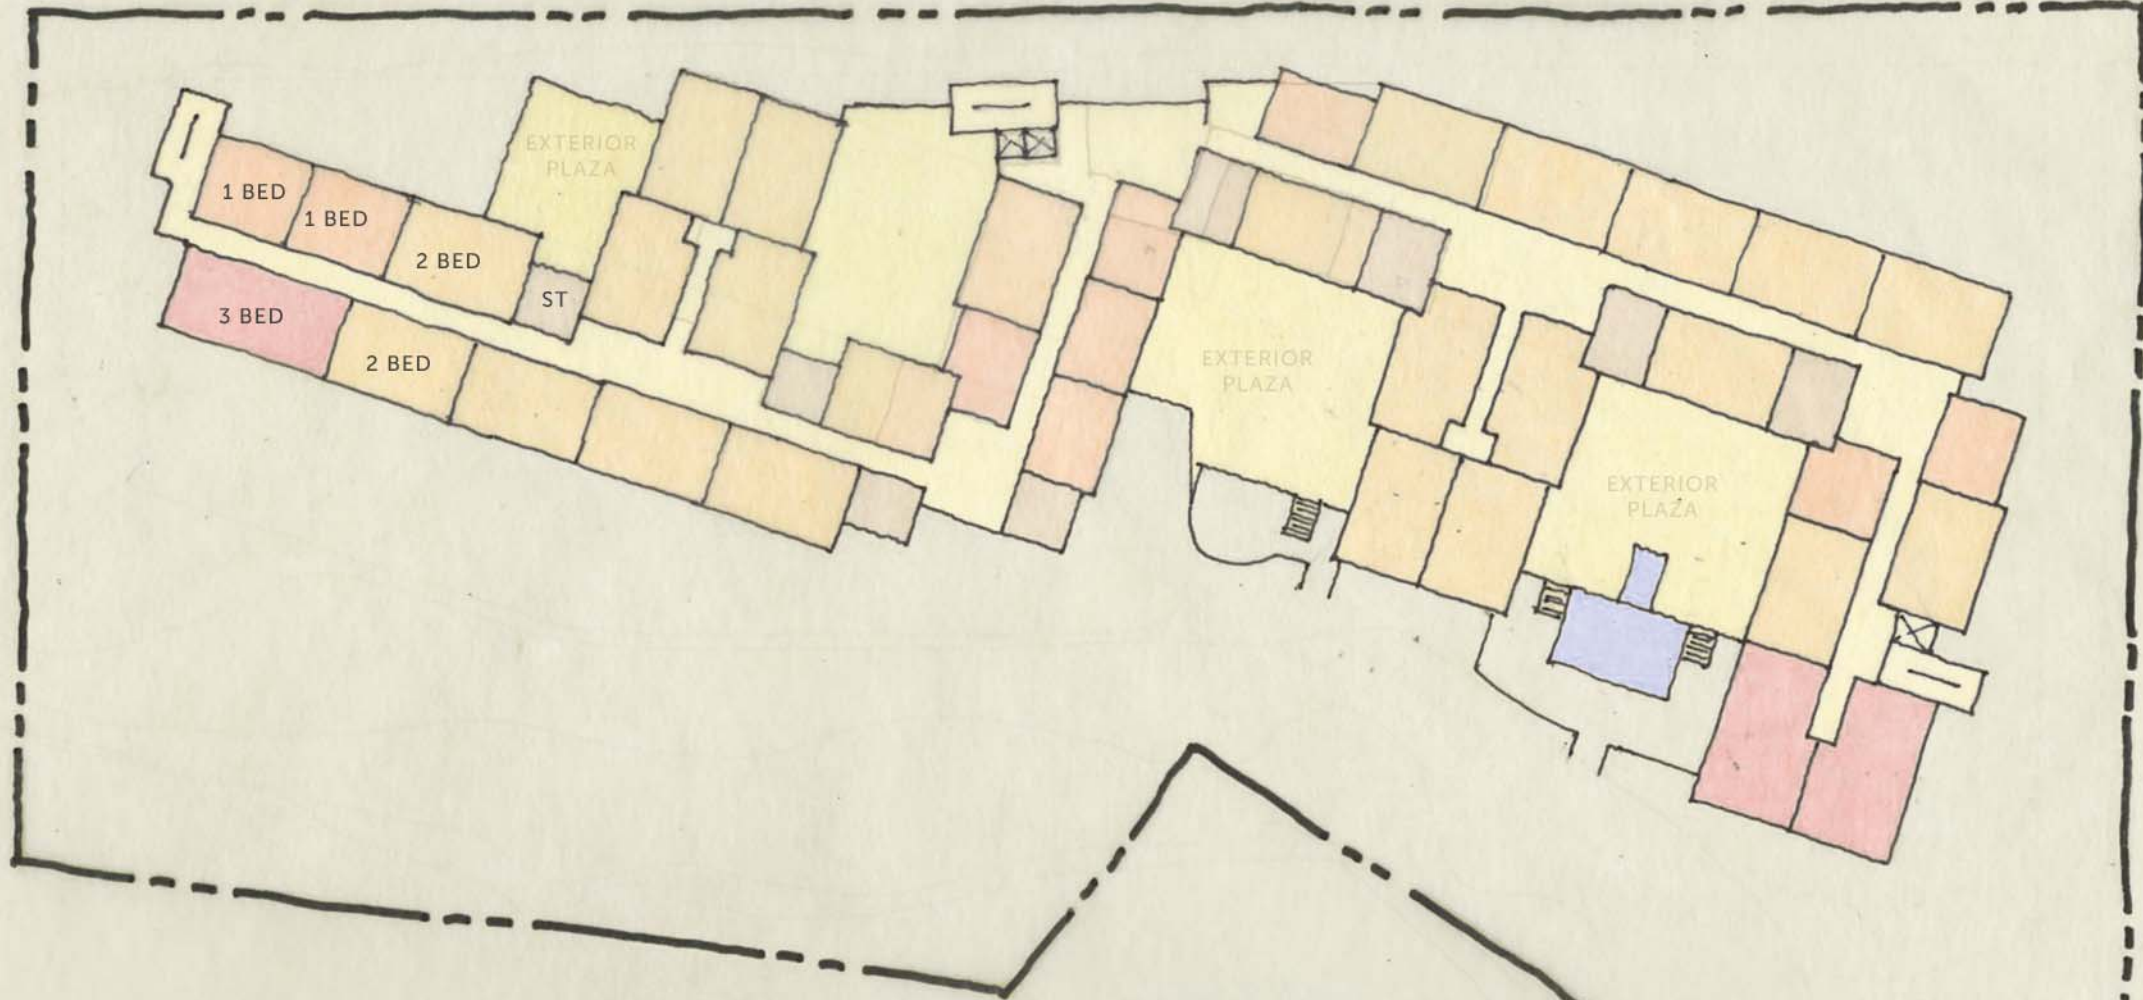 EXTERIOR
PLAZA
1 BED
1 BED
2 BED
ST
3 BED
2 BED
EXTERIOR
PLAZA
EXTERIOR
PLAZA